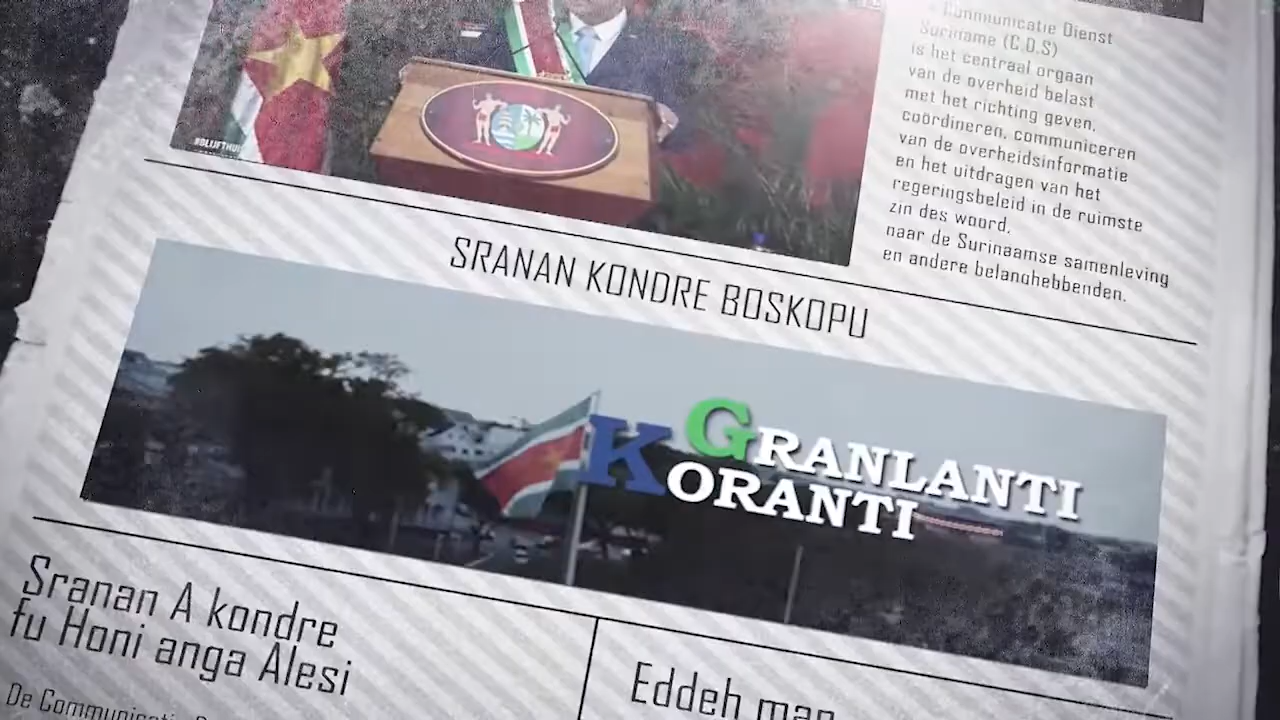 Communicatie Dienst
Suriname (C.D.S)
is het centraal orgaan
van de overheid belast
met het richting geven,
coördineren, communiceren
van de overheidsinformatie
en het uitdragen van het
regeringsbeleid in de ruimste
zin des woord,
naar de Surinaamse samenleving
en andere belanghebbenden.
SRANAN KONDRE BOSKOPU
GRANLANTI
KORANTI
Sranan A kondre
fu Honi anga Alesi
De
Eddeh man